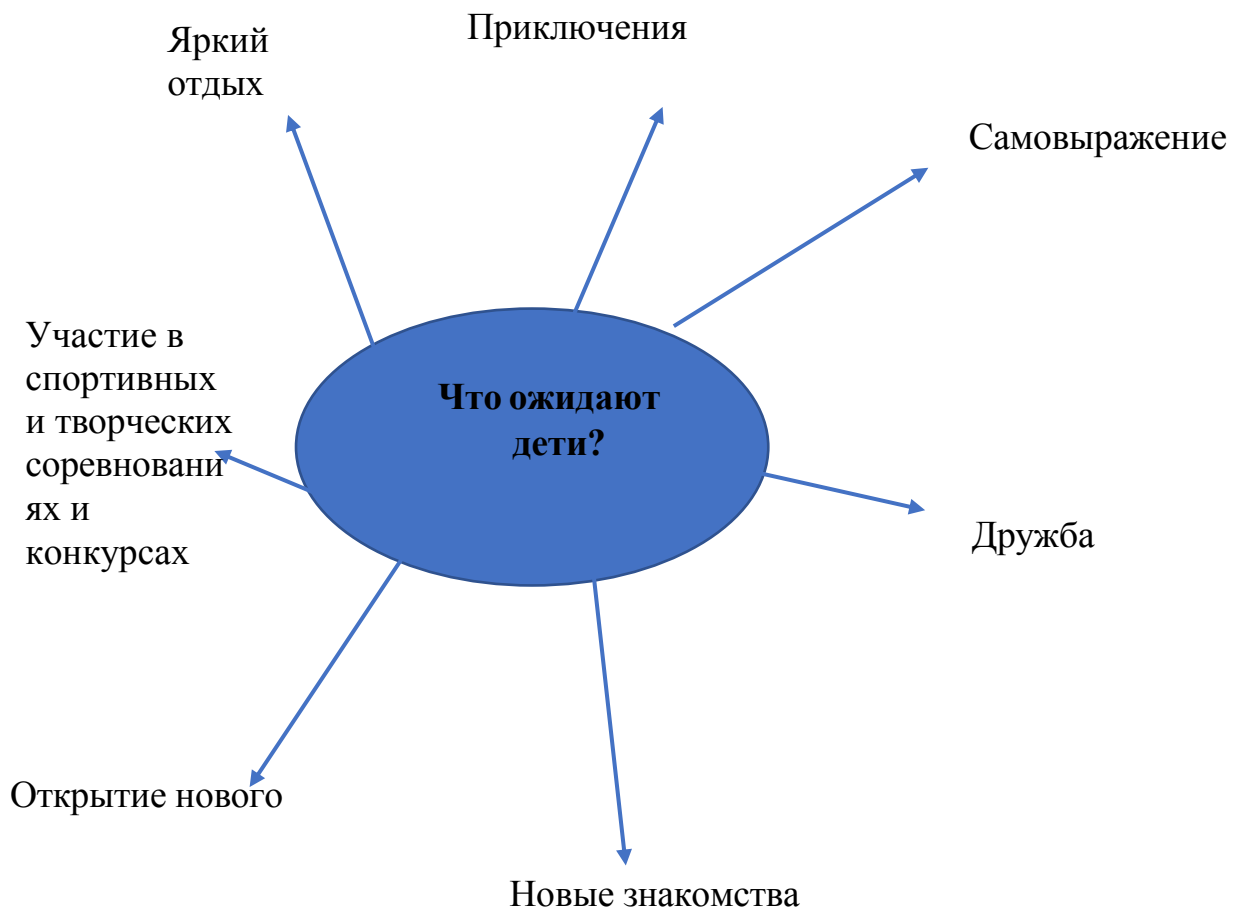 Яркий
отдых
Приключения
Самовыражение
Участие в
спортивных
и творческих
соревновани
ях и
конкурсах
Что ожидают
дети?
Дружба
Открытие нового
Новые знакомства